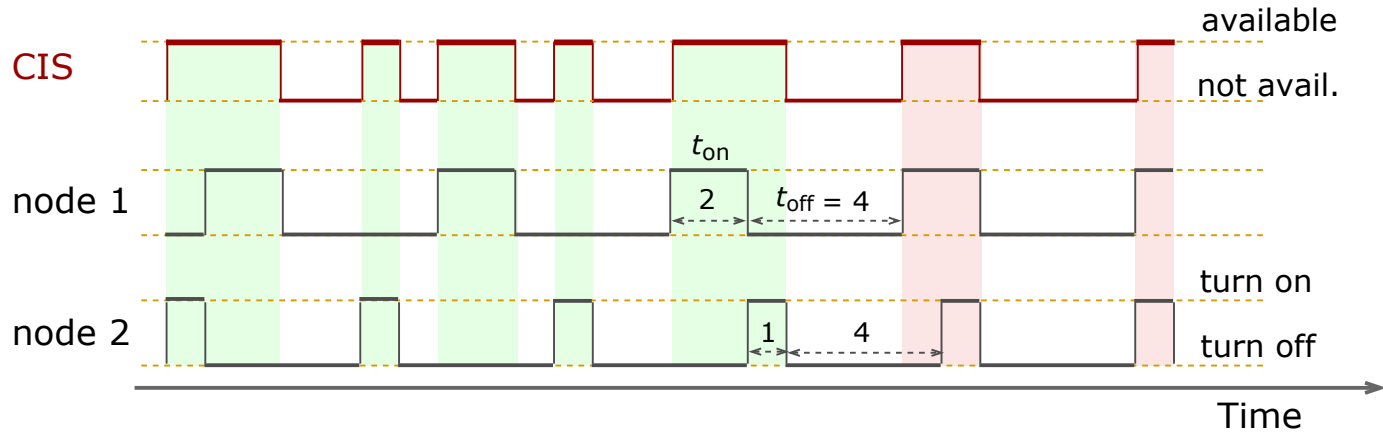 available
CIS
not avail.
t_on
node 1
2
t_off = 4
turn on
node 2
1
4
turn off
Time